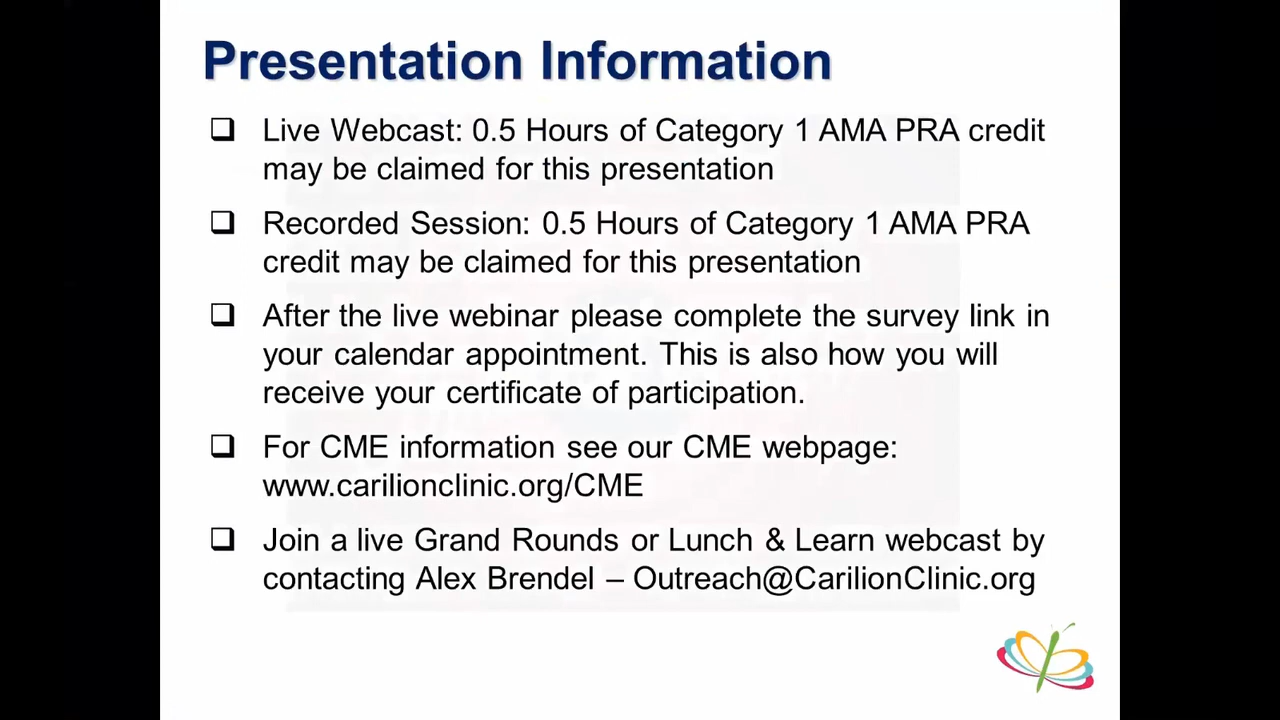 Presentation Information
❑ Live Webcast: 0.5 Hours of Category 1 AMA PRA credit
may be claimed for this presentation
❑ Recorded Session: 0.5 Hours of Category 1 AMA PRA
credit may be claimed for this presentation
❑ After the live webinar please complete the survey link in
your calendar appointment. This is also how you will
receive your certificate of participation.
❑ For CME information see our CME webpage:
www.carilionclinic.org/CME
❑ Join a live Grand Rounds or Lunch & Learn webcast by
contacting Alex Brendel – Outreach@CarilionClinic.org